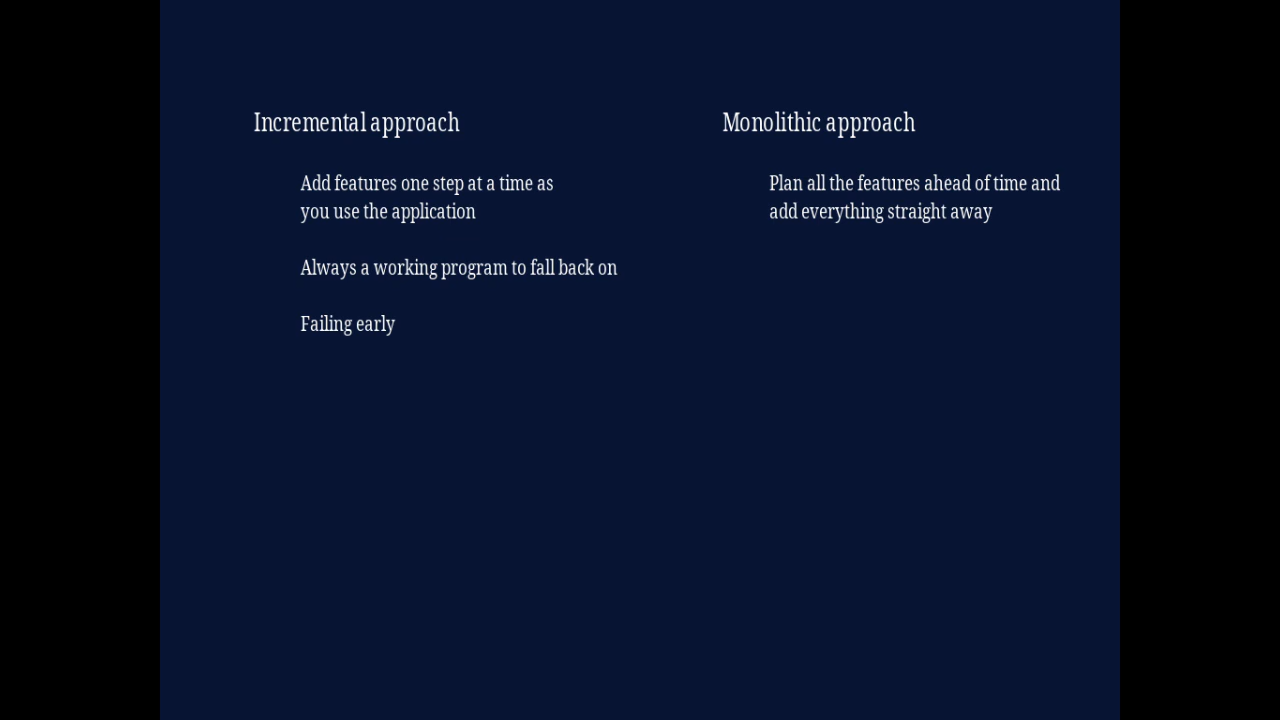 Incremental approach
Add features one step at a time as
you use the application
Always a working program to fall back on
Failing early
Monolithic approach
Plan all the features ahead of time and
add everything straight away